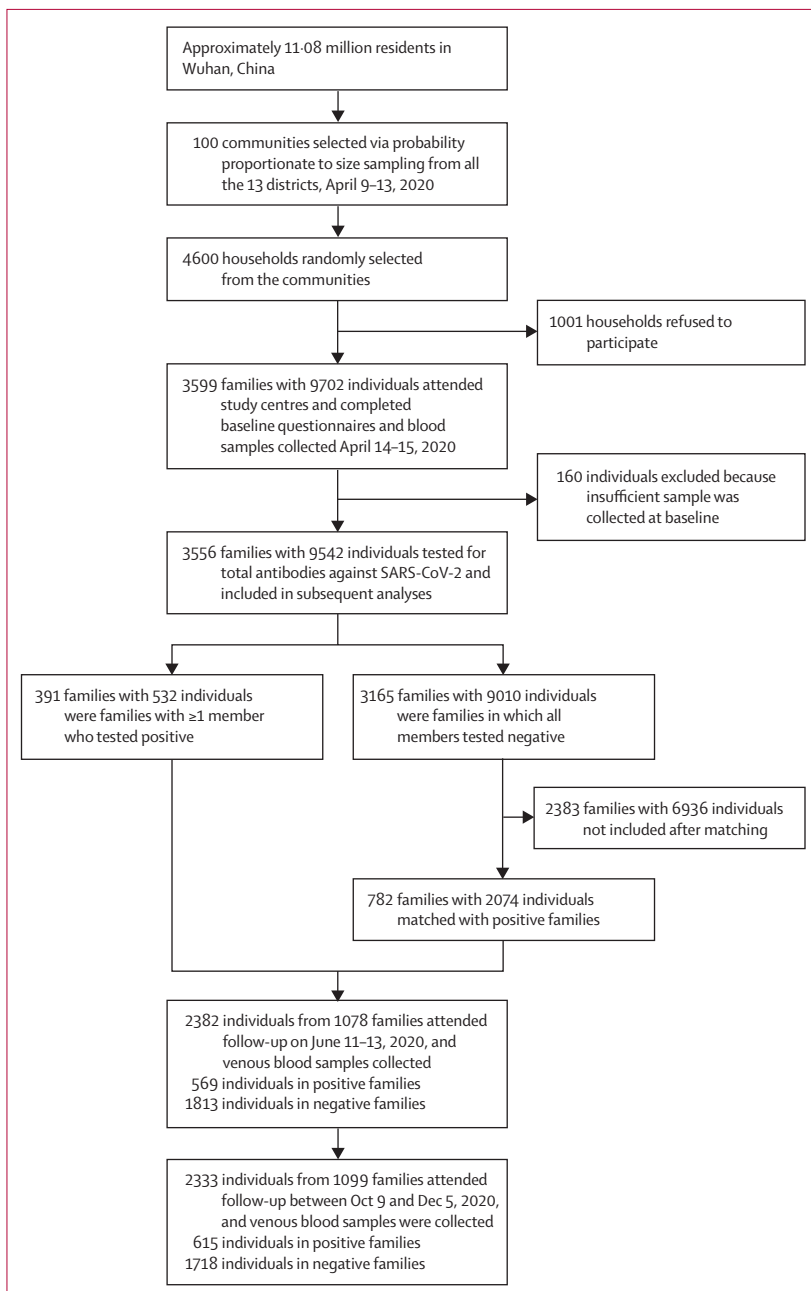 Approximately 11·08 million residents in
Wuhan, China
100 communities selected via probability
proportionate to size sampling from all
the 13 districts, April 9–13, 2020
4600 households randomly selected
from the communities
1001 households refused to
participate
3599 families with 9702 individuals attended
study centres and completed
baseline questionnaires and blood
samples collected April 14–15, 2020
160 individuals excluded because
insufficient sample was
collected at baseline
3556 families with 9542 individuals tested for
total antibodies against SARS-CoV-2 and
included in subsequent analyses
391 families with 532 individuals
were families with ≥1 member
who tested positive
3165 families with 9010 individuals
were families in which all
members tested negative
2383 families with 6936 individuals
not included after matching
782 families with 2074 individuals
matched with positive families
2382 individuals from 1078 families attended
follow-up on June 11–13, 2020, and
venous blood samples collected
569 individuals in positive families
1813 individuals in negative families
2333 individuals from 1099 families attended
follow-up between Oct 9 and Dec 5, 2020,
and venous blood samples were collected
615 individuals in positive families
1718 individuals in negative families